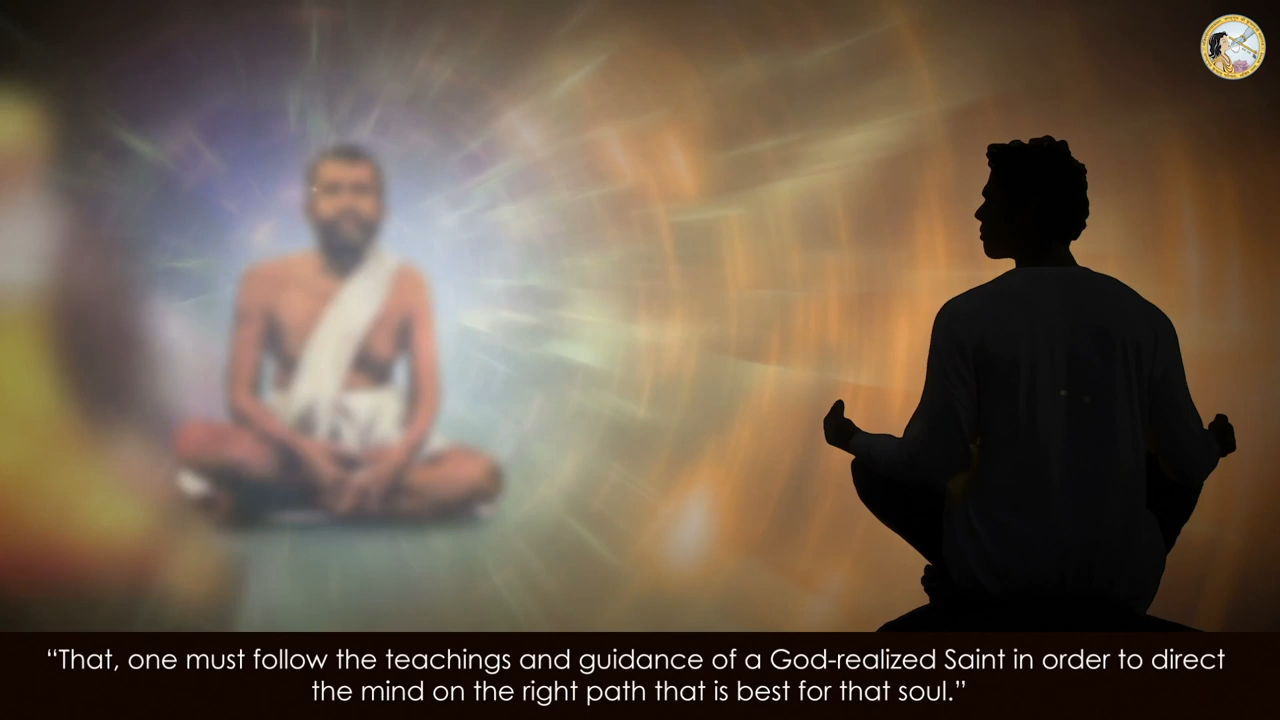 “That, one must follow the teachings and guidance of a God-realized Saint in order to direct
the mind on the right path that is best for that soul.”